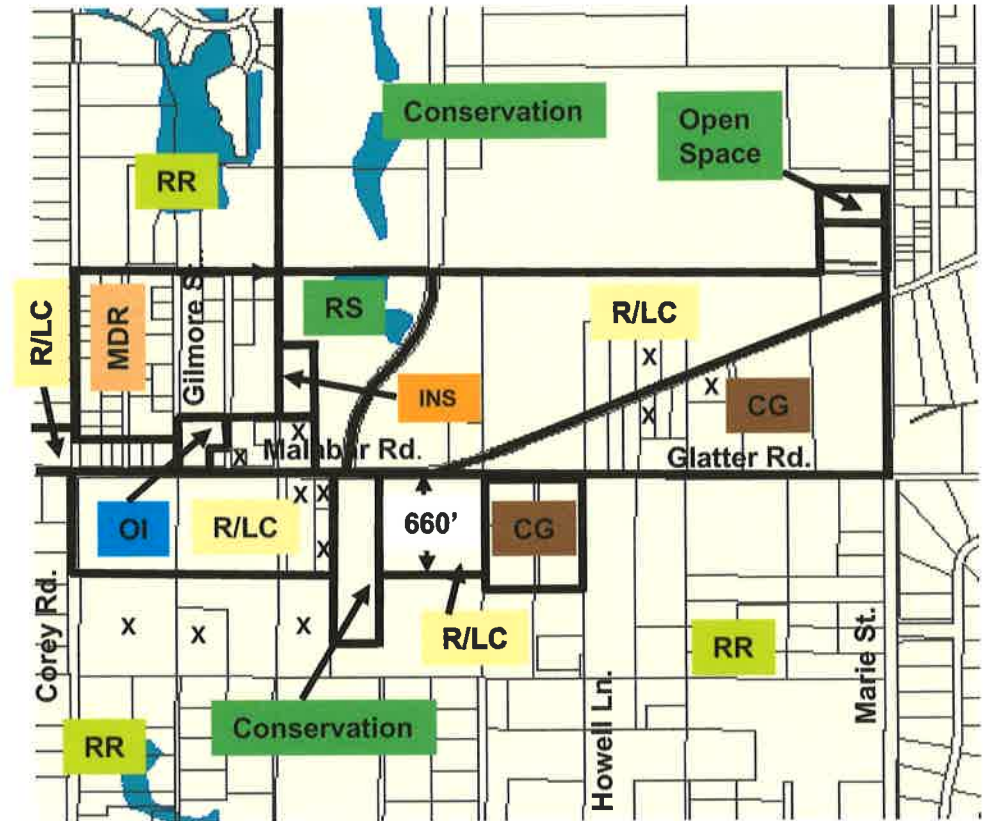 Conservation
Open
Space
RR
R/LC
MDR
Gilmore S...
RS
R/LC
INS
CG
X
X
X
X
X
Malabar Rd.
Glatter Rd.
OI
R/LC
X
X
X
660'
CG
R/LC
Corey Rd.
X
X
X
RR
Marie St.
Conservation
RR
Howell Ln.